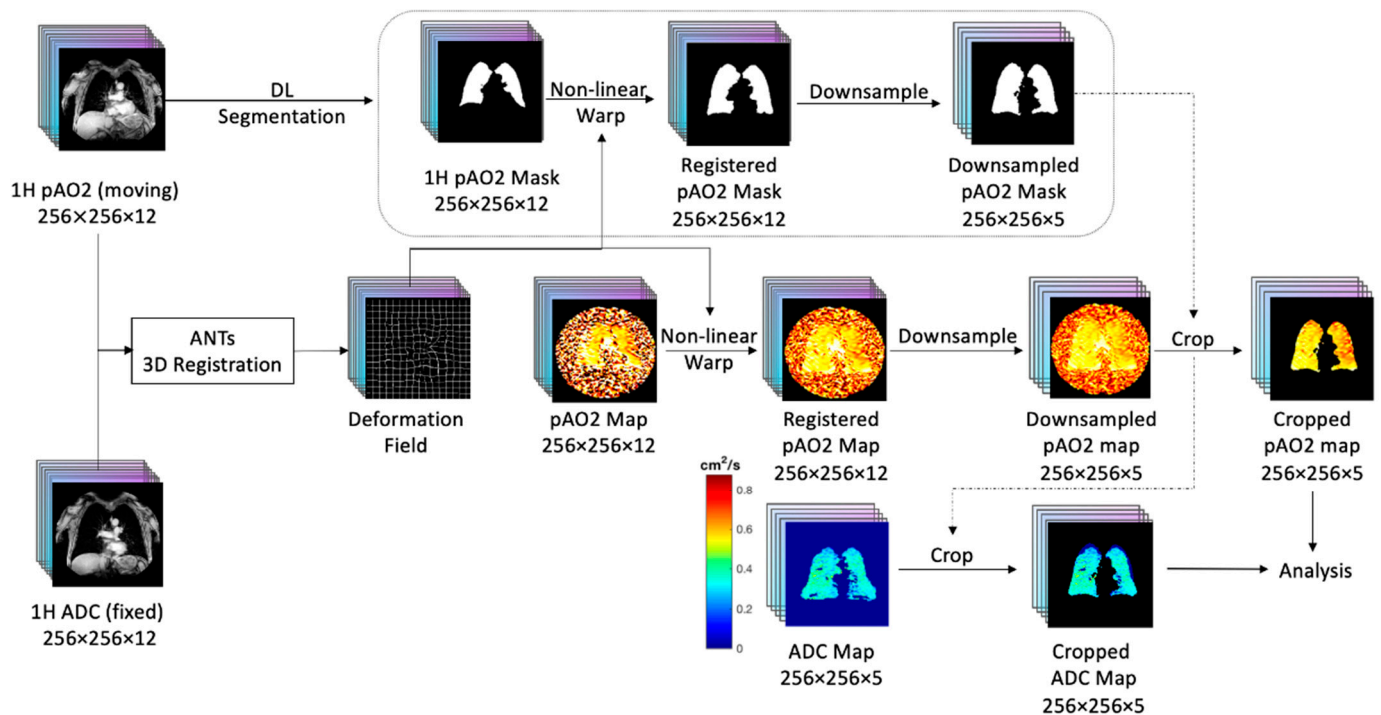 DL
Segmentation
Non-linear
Warp
Downsample
1H pAO2 (moving)
256×256×12
1H pAO2 Mask
256×256×12
Registered
pAO2 Mask
256×256×12
Downsampled
pAO2 Mask
256×256×5
ANTs
3D Registration
Deformation
Field
Non-linear
Warp
Downsample
Crop
pAO2 Map
256×256×12
Registered
pAO2 Map
256×256×12
Downsampled
pAO2 map
256×256×5
Cropped
pAO2 map
256×256×5
cm²/s
0.8
0.6
0.4
0.2
0
Crop
Analysis
1H ADC (fixed)
256×256×12
ADC Map
256×256×5
Cropped
ADC Map
256×256×5